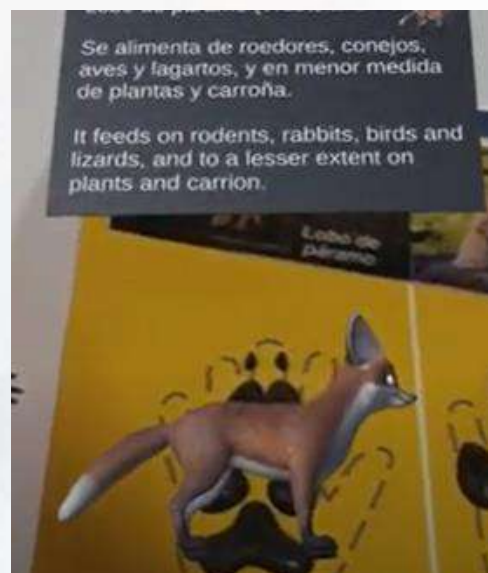 Se alimenta de roedores, conejos,
aves y lagartos, y en menor medida
de plantas y carroña.
It feeds on rodents, rabbits, birds and
lizards, and to a lesser extent on
plants and carrion.
Lobo de
páramo